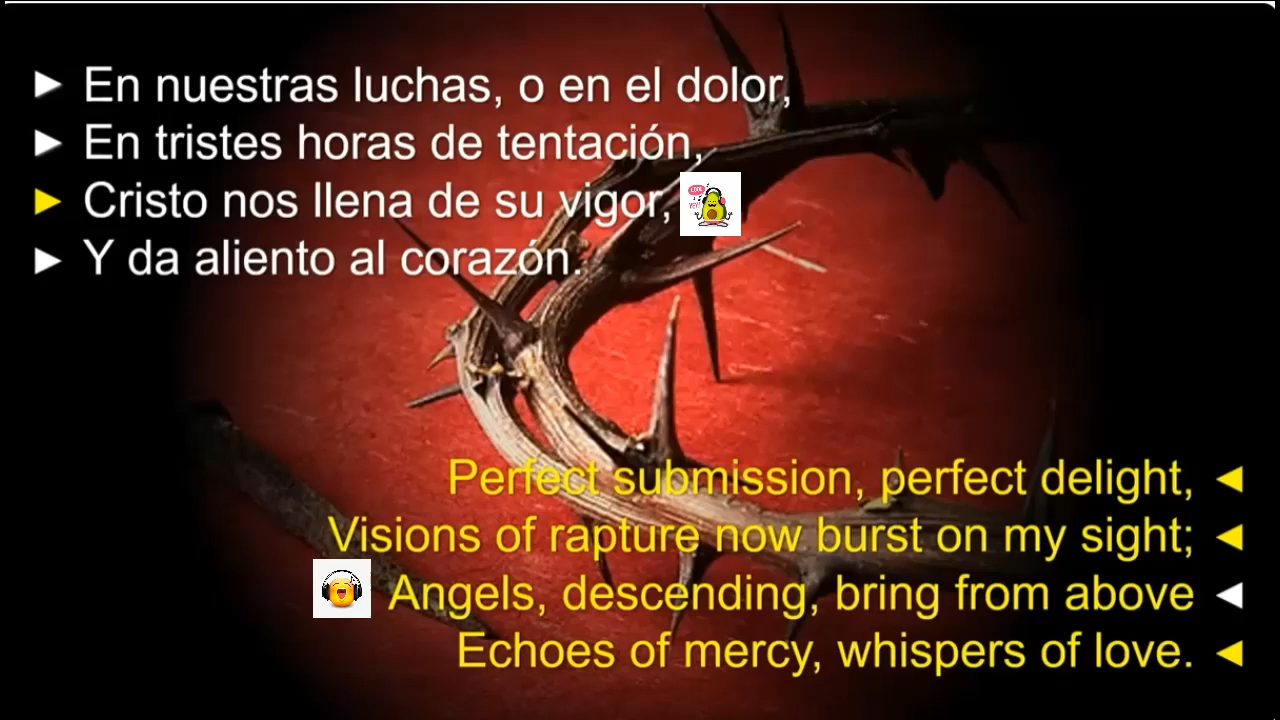 En nuestras luchas, o en el dolor,
En tristes horas de tentación,
Cristo nos llena de su vigor,
COOL
YEY!
Y da aliento al corazón.
Perfect submission, perfect delight,
Visions of rapture now burst on my sight;
Angels, descending, bring from above
Echoes of mercy, whispers of love.